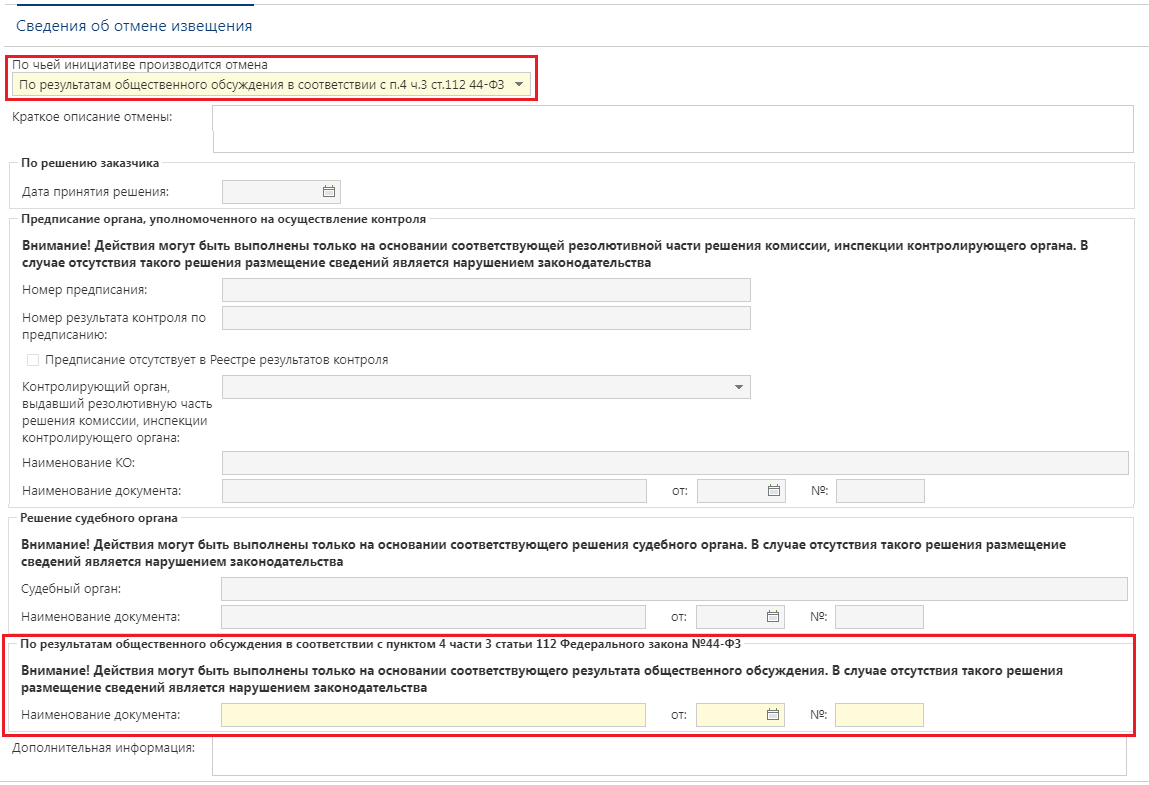 Сведения об отмене извещения
По чьей инициативе производится отмена
По результатам общественного обсуждения в соответствии с п.4 ч.3 ст.112 44-ФЗ
Краткое описание отмены:
По решению заказчика
Дата принятия решения:
Предписание органа, уполномоченного на осуществление контроля
Внимание! Действия могут быть выполнены только на основании соответствующей резолютивной части решения комиссии, инспекции контролирующего органа. В
случае отсутствия такого решения размещение сведений является нарушением законодательства
Номер предписания:
Номер результата контроля по
предписанию:
Предписание отсутствует в Реестре результатов контроля
Контролирующий орган,
выдавший резолютивную часть
решения комиссии, инспекции
контролирующего органа:
Наименование КО:
Наименование документа: от: №:
Решение судебного органа
Внимание! Действия могут быть выполнены только на основании соответствующего решения судебного органа. В случае отсутствия такого решения размещение
сведений является нарушением законодательства
Судебный орган:
Наименование документа: от: №:
По результатам общественного обсуждения в соответствии с пунктом 4 части 3 статьи 112 Федерального закона №44-ФЗ
Внимание! Действия могут быть выполнены только на основании соответствующего результата общественного обсуждения. В случае отсутствия такого решения
размещение сведений является нарушением законодательства
Наименование документа: от: №:
Дополнительная информация: